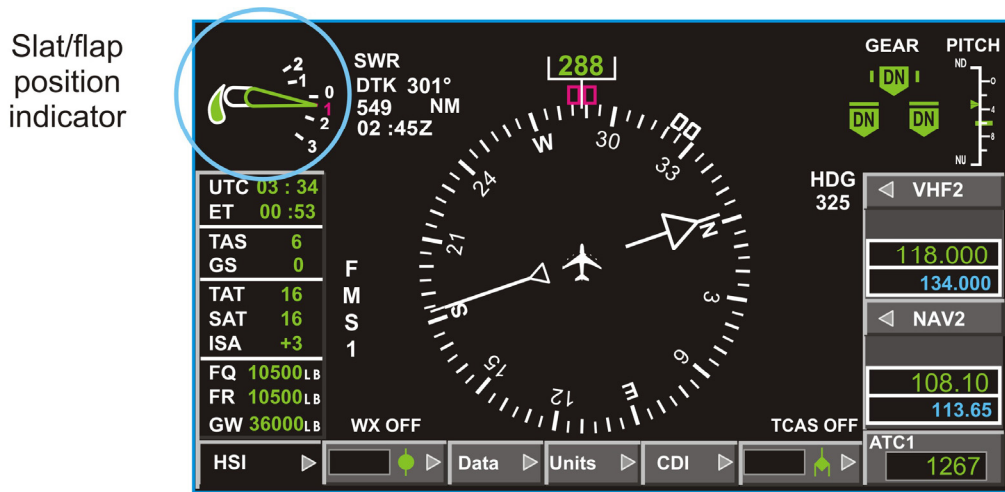 Slat/flap
position
indicator
2
1
0
1
2
3
SWR
DTK 301°
549 NM
02 :45Z
288
GEAR
DN
DN
DN
PITCH
ND
0
4
8
NU
W
30
33
N
3
6
E
12
15
S
21
24
HDG
325
UTC 03 : 34
ET 00 :53
TAS 6
GS 0
TAT 16
SAT 16
ISA +3
FQ 10500LB
FR 10500LB
GW 36000LB
F
M
S
1
VHF2
118.000
134.000
NAV2
108.10
113.65
WX OFF
TCAS OFF
ATC1
1267
HSI
Data
Units
CDI